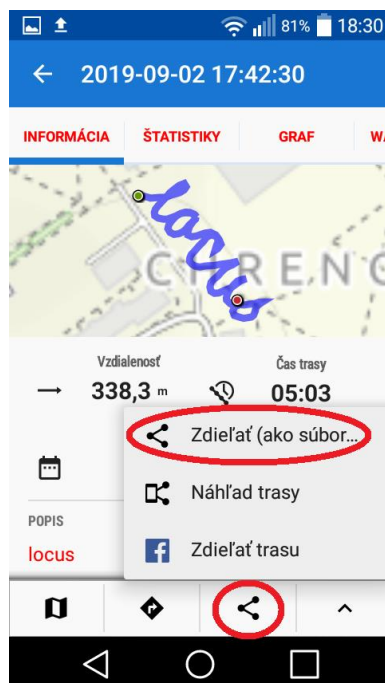 81% 18:30
2019-09-02 17:42:30
INFORMÁCIA ŠTATISTIKY GRAF
locus
Vzdialenosť Čas trasy
338,3 m 05:03
Zdieľať (ako súbor...
Náhľad trasy
POPIS
locus
Zdieľať trasu